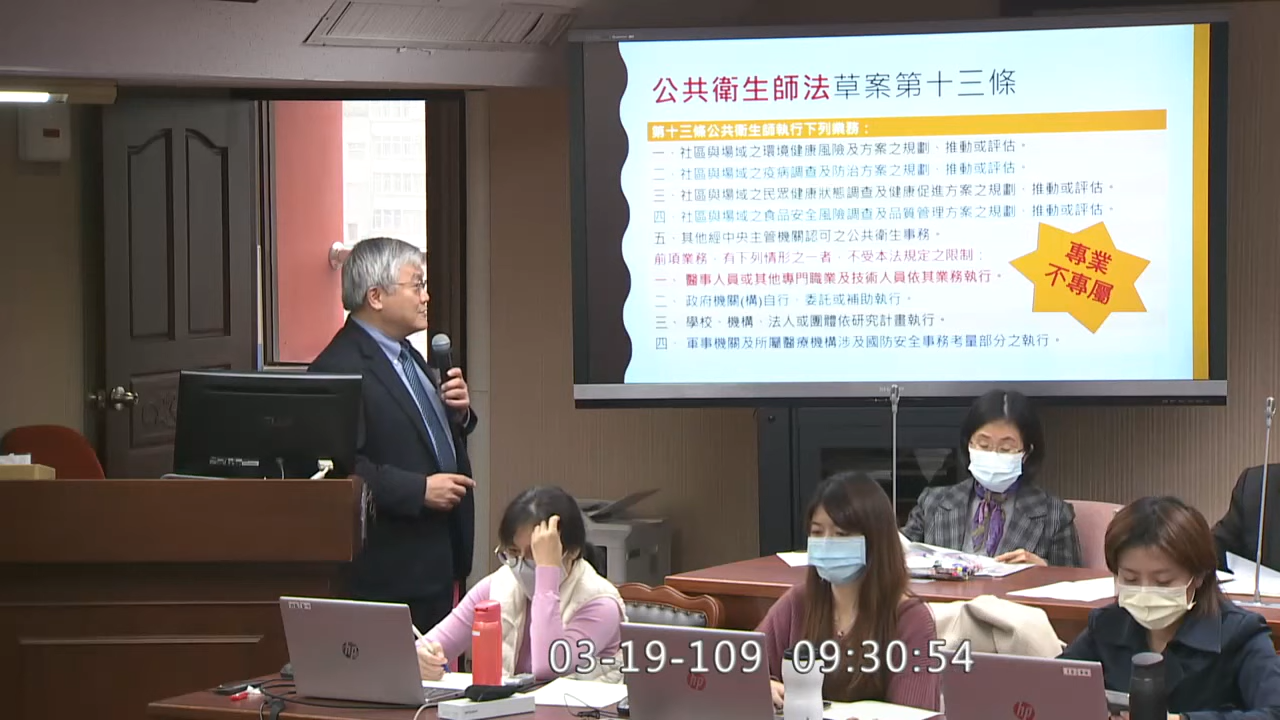 公共衛生師法草案第十三條
第十三條公共衛生師執行下列業務：
一、社區與場域之環境健康風險及方案之規劃、推動或評估。
二、社區與場域之疫病調查及防治方案之規劃、推動或評估。
三、社區與場域之民眾健康狀態調查及健康促進方案之規劃、推動或評估。
四、社區與場域之食品安全風險調查及品質管理方案之規劃、推動或評估。
五、其他經中央主管機關認可之公共衛生事務。
前項業務，有下列情形之一者，不受本法規定之限制：
一、 醫事人員或其他專門職業及技術人員依其業務執行。
二、 政府機關(構)自行、委託或補助執行。
三、 學校、機構、法人或團體依研究計畫執行。
四、 軍事機關及所屬醫療機構涉及國防安全事務考量部分之執行。
專業
不專屬
hp
hp
hp
03-19-109 09:30:54